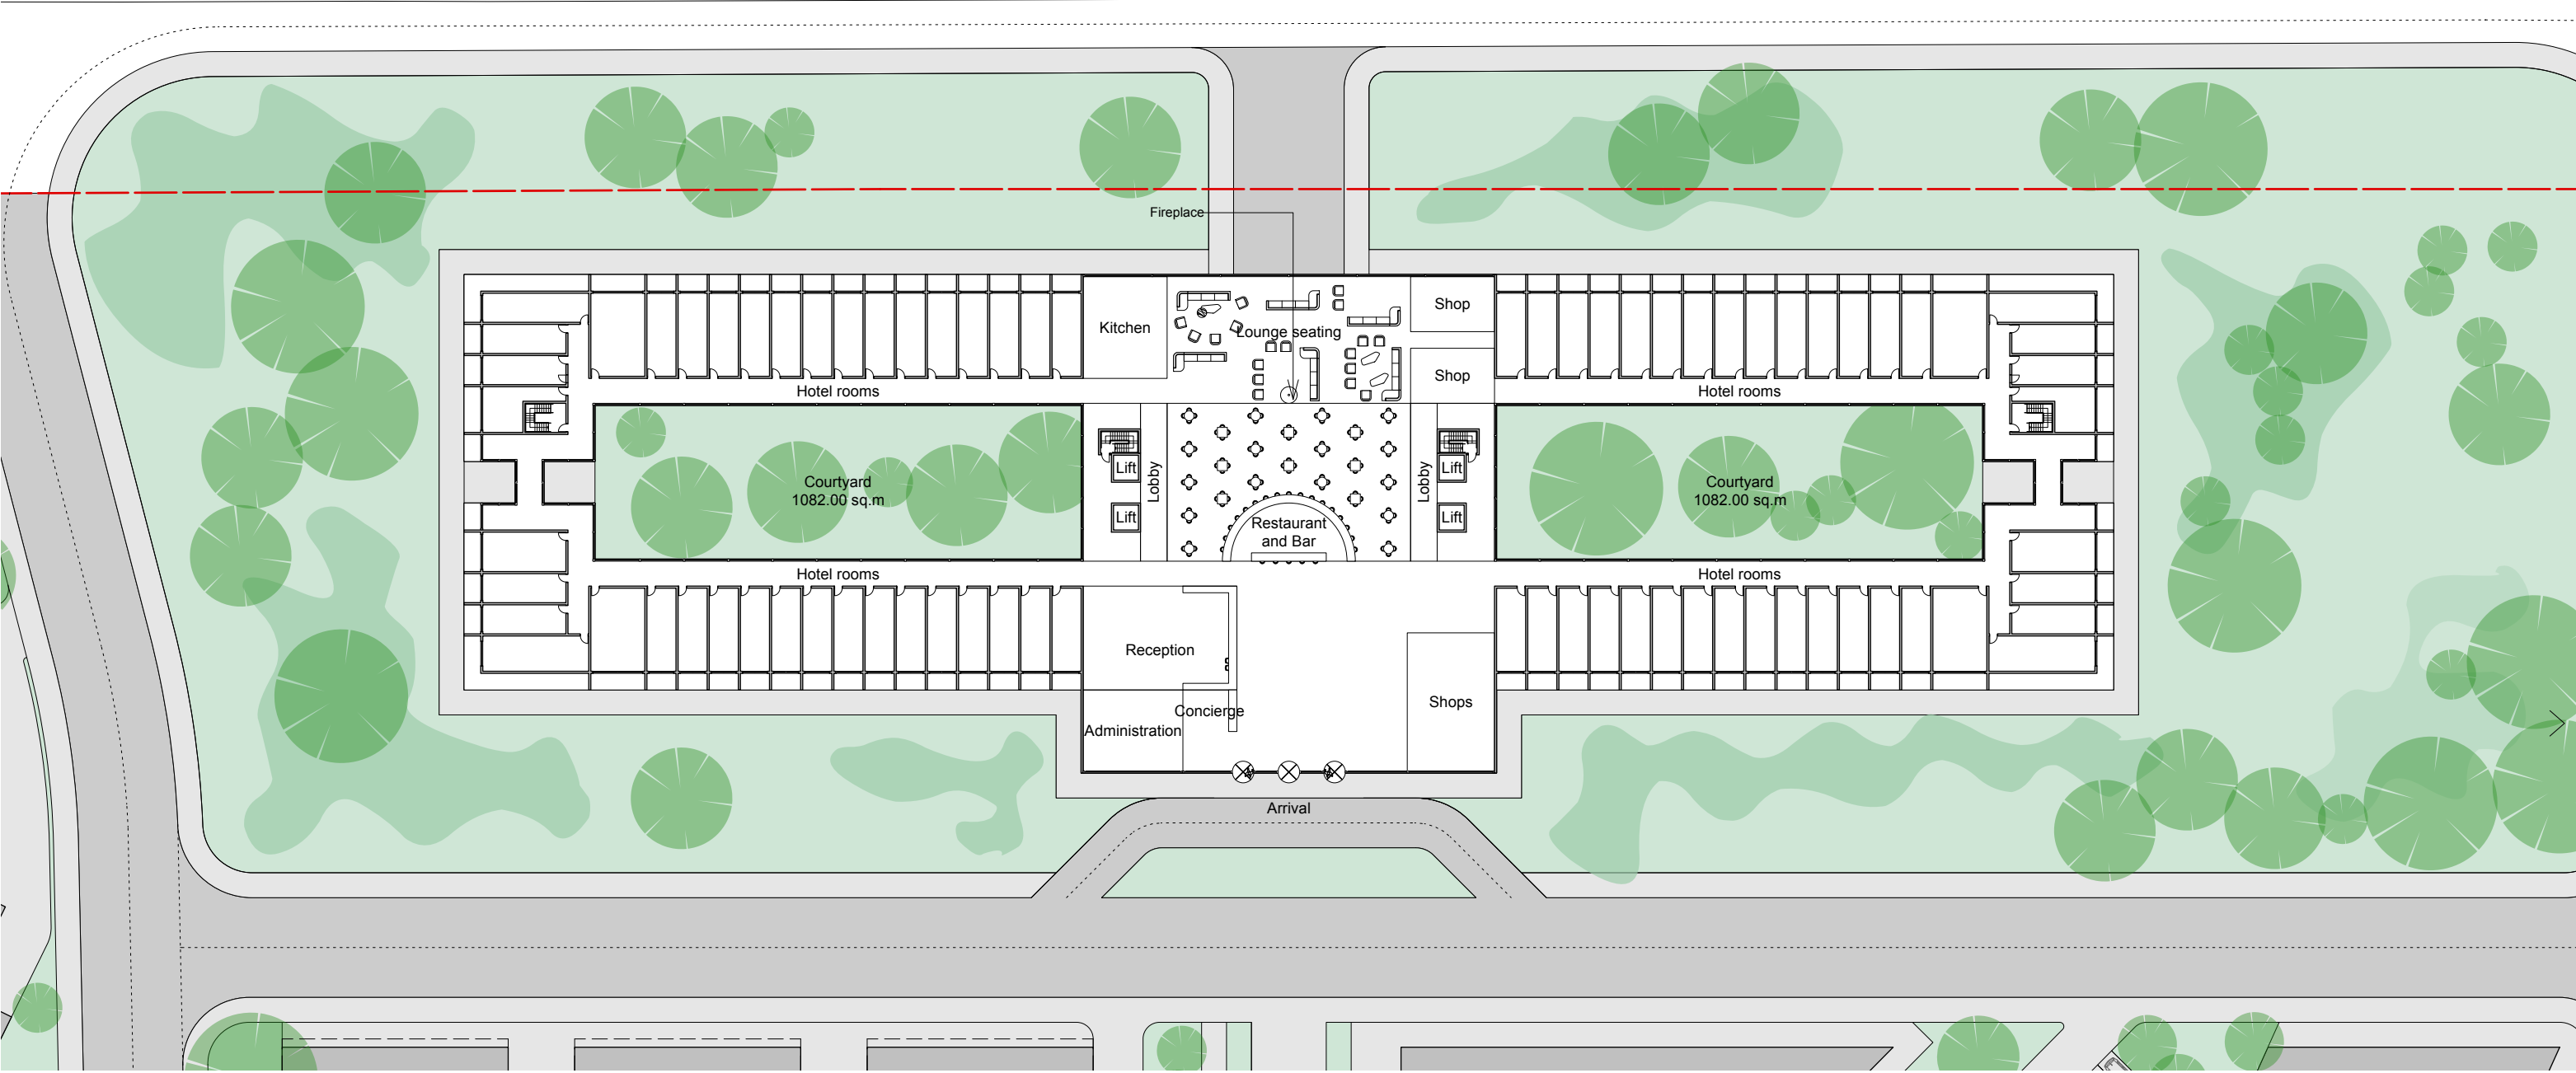 Fireplace
Kitchen
Lounge seating
Shop
Shop
Hotel rooms
Hotel rooms
Lift
Lift
Lobby
Lobby
Lift
Lift
Courtyard
1082.00 sq.m
Courtyard
1082.00 sq.m
Restaurant
and Bar
Hotel rooms
Hotel rooms
Reception
Concierge
Administration
Shops
Arrival